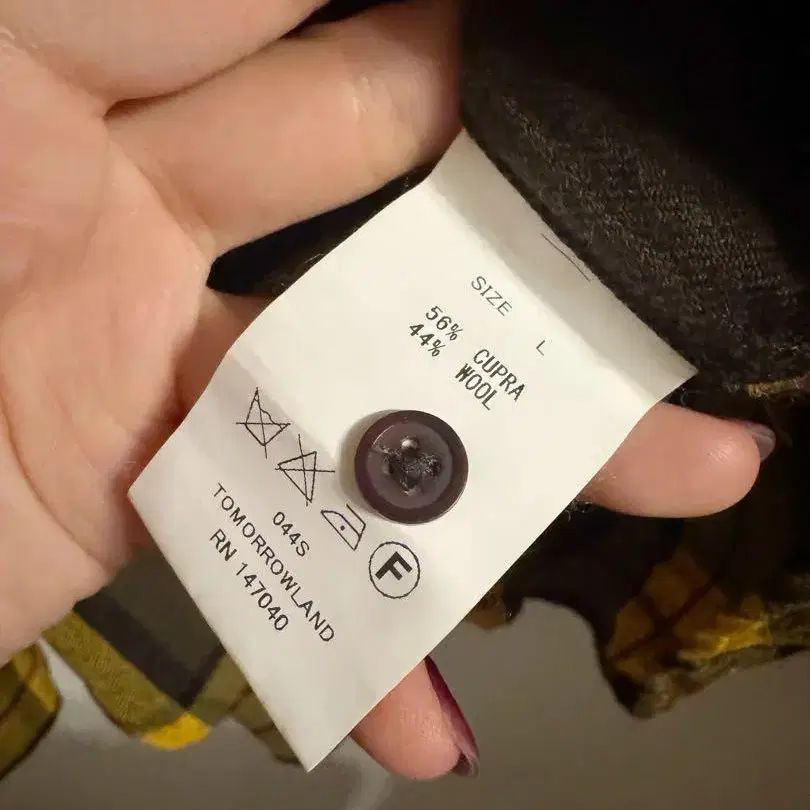 SIZE L
56% CUPRA
44% WOOL
F
044S
TOMORROWLAND
RN 147040